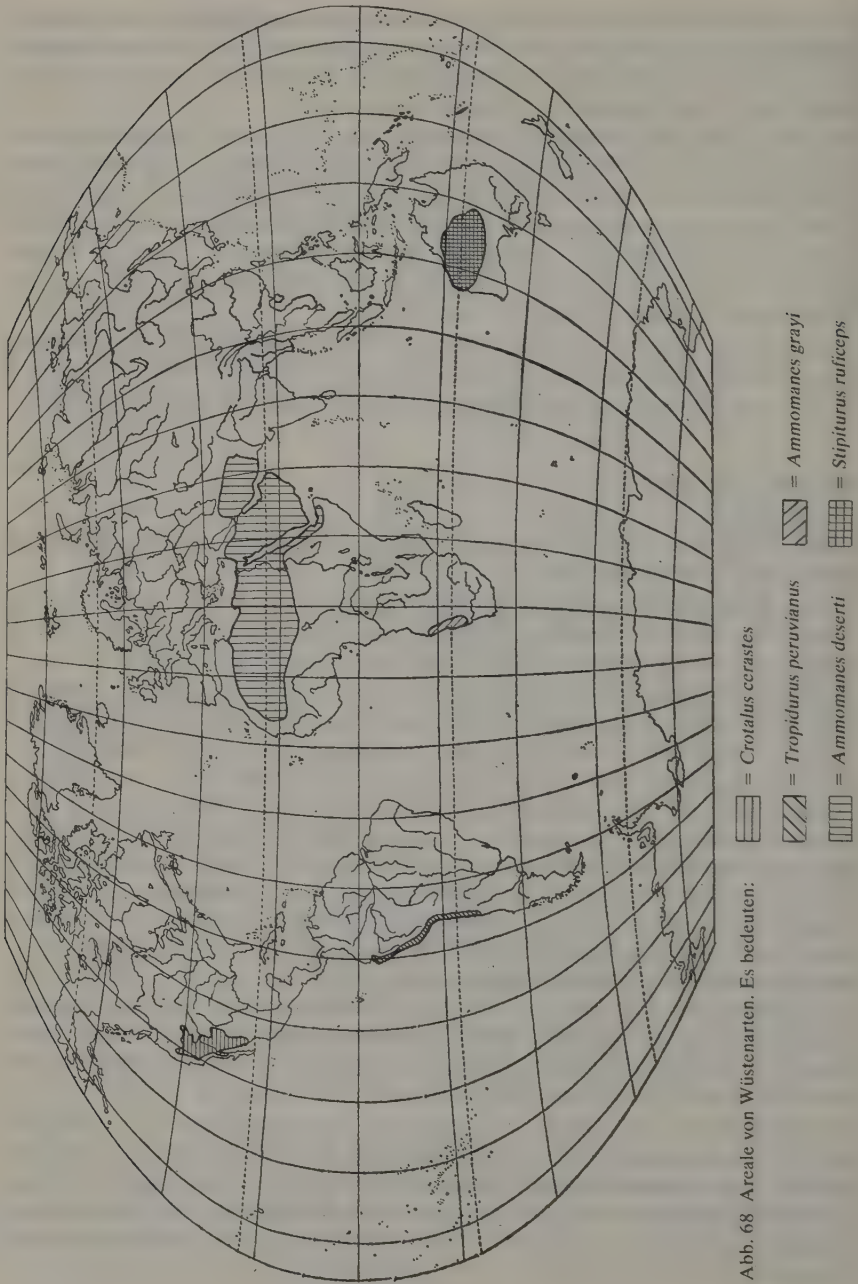 Abb. 68 Areale von Wüstenarten. Es bedeuten:
= Crotalus cerastes
= Tropidurus peruvianus
= Ammomanes deserti
= Ammomanes grayi
= Stipiturus ruficeps